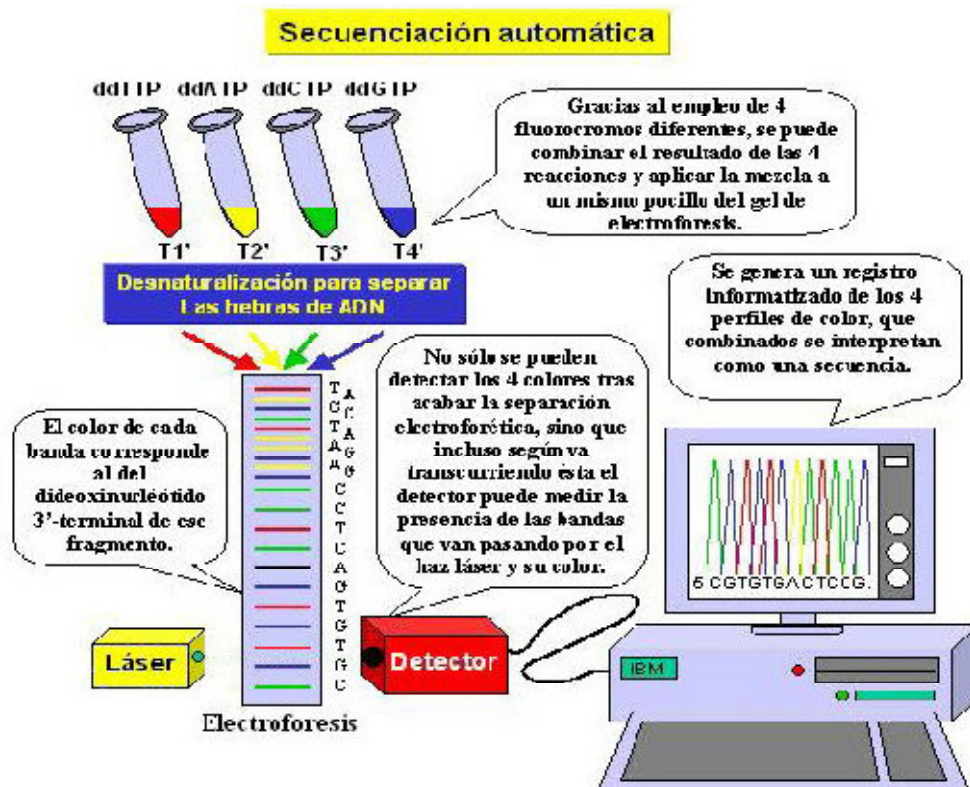 Secuenciación automática
ddTTP ddATP ddCTP ddGTP
T1' T2' T3' T4'
Gracias al empleo de 4
fluorocromos diferentes, se puede
combinar el resultado de las 4
reacciones y aplicar la mezcla a
un mismo pocillo del gel de
electroforesis.
Desnaturalización para separar
Las hebras de ADN
Se genera un registro
informatizado de los 4
perfiles de color, que
combinados se interpretan
como una secuencia.
No sólo se pueden
detectar los 4 colores tras
acabar la separación
electroforética, sino que
incluso según va
transcurriendo ésta el
detector puede medir la
presencia de las bandas
que van pasando por el
haz láser y su color.
El color de cada
banda corresponde
al del
dideoxinucleótido
3'-terminal de ese
fragmento.
T
A
G
C
T
A
A
G
A
G
C
C
T
C
A
G
T
G
T
G
C
5 CGTGTGACTCCG.
Láser
Detector
IBM
Electroforesis